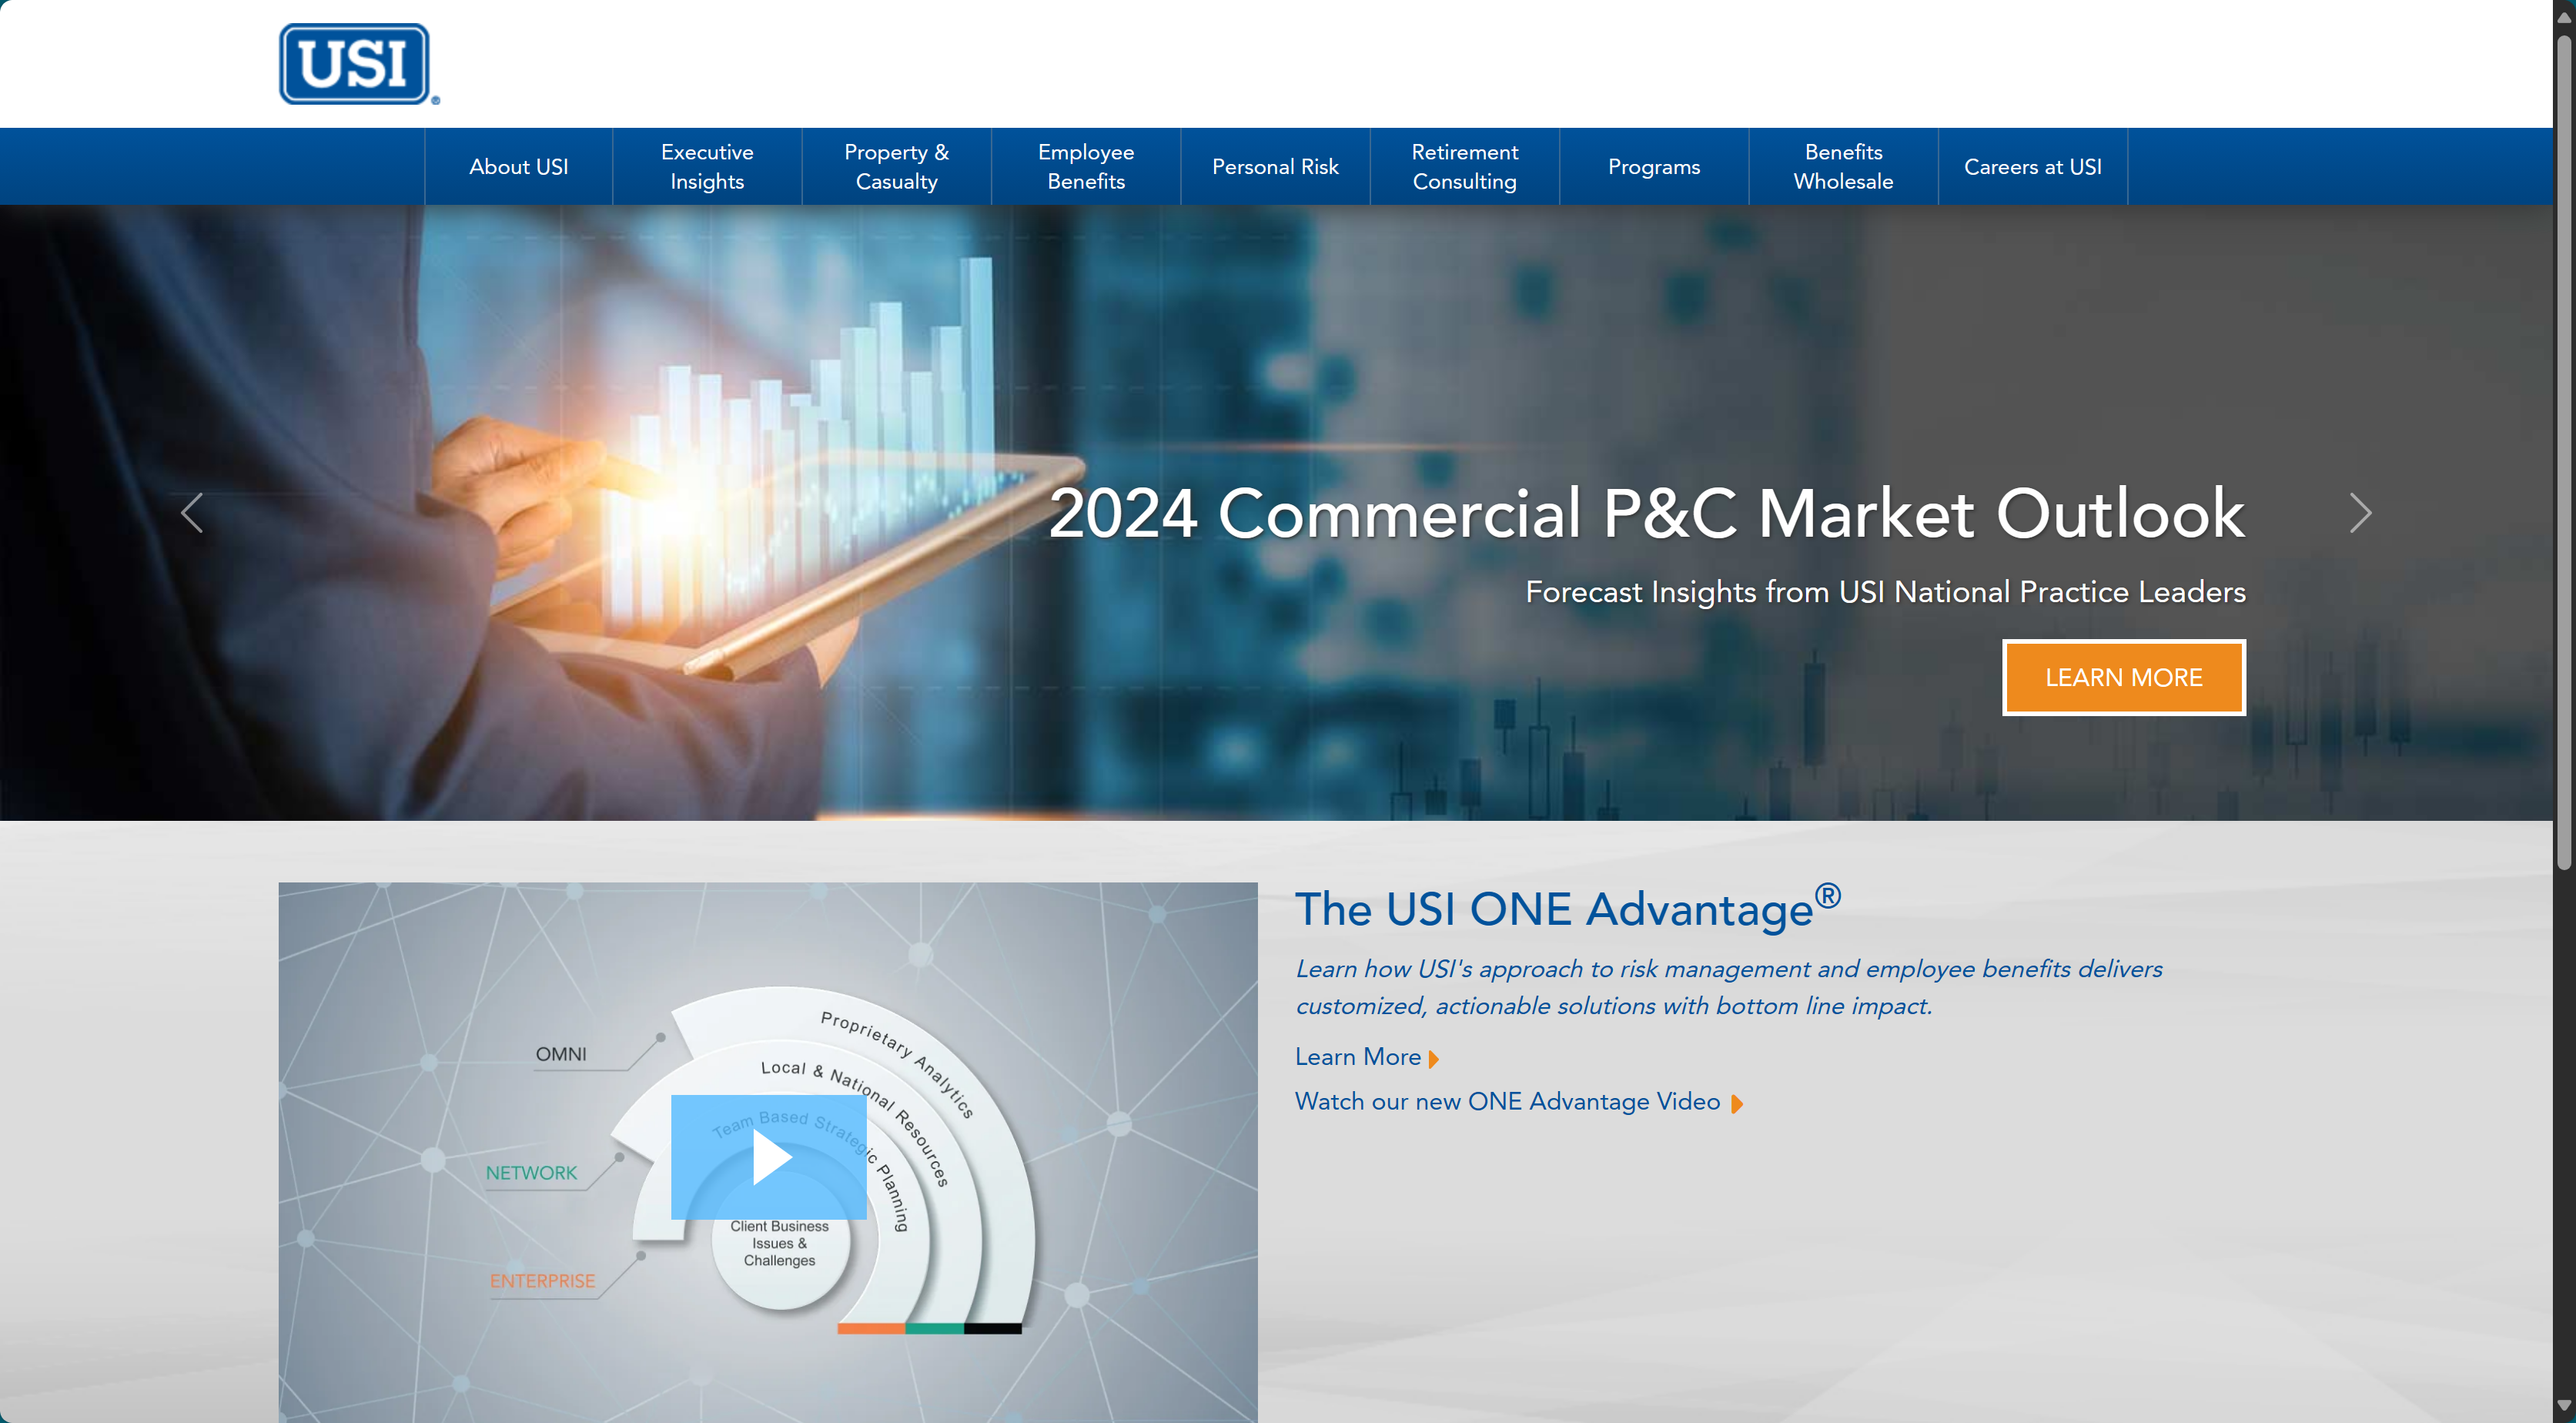 USI
About USI
Executive
Insights
Property &
Casualty
Employee
Benefits
Personal Risk
Retirement
Consulting
Programs
Benefits
Wholesale
Careers at USI
2024 Commercial P&C Market Outlook
Forecast Insights from USI National Practice Leaders
LEARN MORE
OMNI
NETWORK
ENTERPRISE
Proprietary Analytics
Local & National Resources
Team Based Strategic Planning
Client Business
Issues &
Challenges
The USI ONE Advantage®
Learn how USI's approach to risk management and employee benefits delivers
customized, actionable solutions with bottom line impact.
Learn More
Watch our new ONE Advantage Video